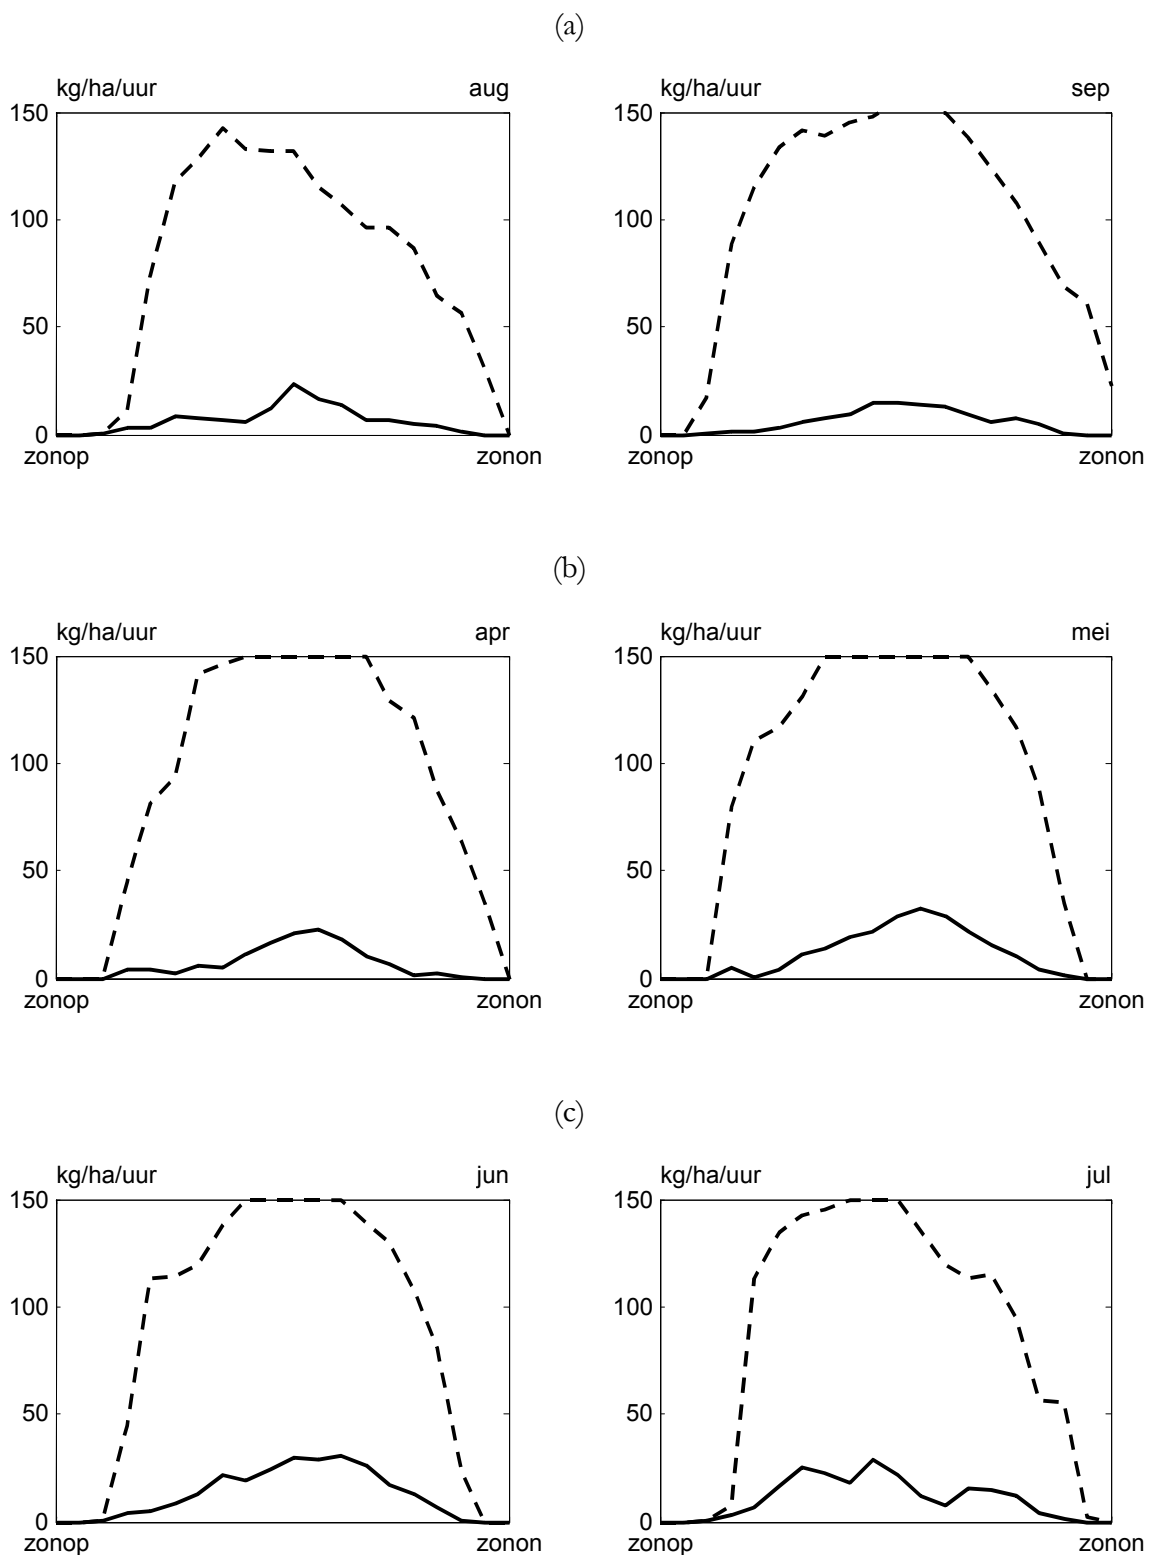 (a)
kg/ha/uur aug kg/ha/uur sep
150 150
100 100
50 50
0 0
zonop zonon zonop zonon
(b)
kg/ha/uur apr kg/ha/uur mei
150 150
100 100
50 50
0 0
zonop zonon zonop zonon
(c)
kg/ha/uur jun kg/ha/uur jul
150 150
100 100
50 50
0 0
zonop zonon zonop zonon